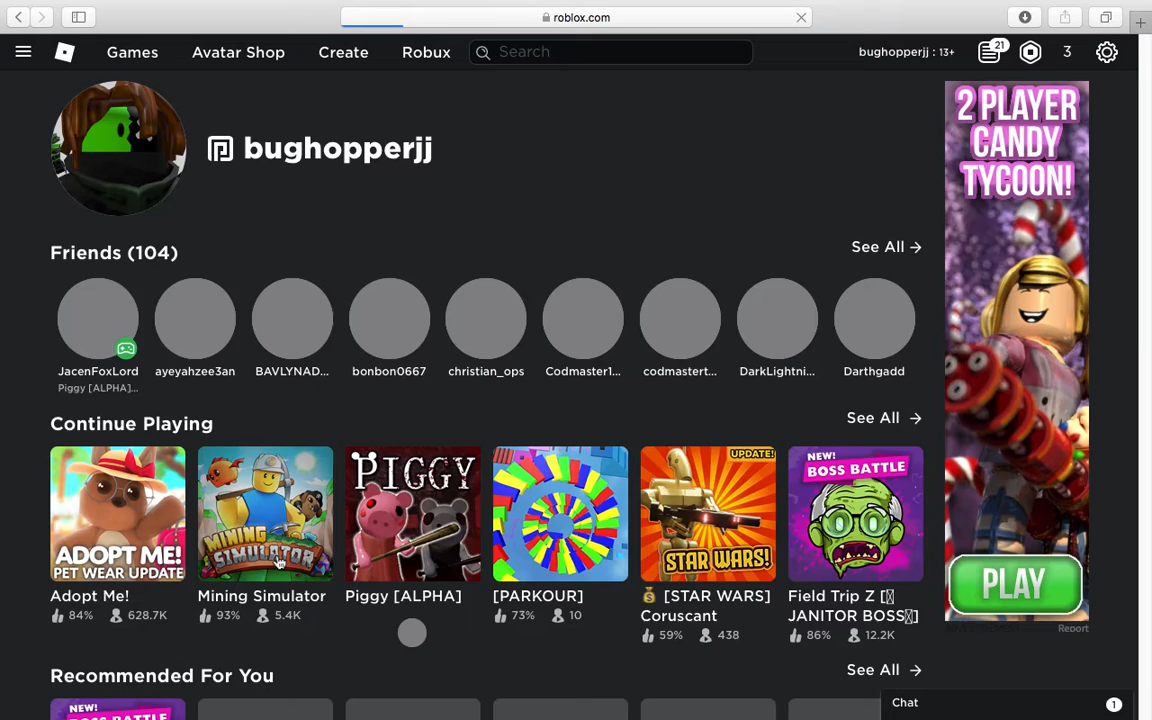 roblox.com
Games
Avatar Shop
Create
Robux
Search
bughopperjj : 13+
21
3
bughopperjj
Friends (104)
See All
JacenFoxLord
ayeyahzee3an
BAVLYNAD...
bonbon0667
christian_ops
Codmaster1...
codmastert...
DarkLightni...
Darthgadd
Piggy [ALPHA]...
Continue Playing
See All
ADOPT ME!
PET WEAR UPDATE
MINING
SIMULATOR
PIGGY
UPDATE!
STAR WARS!
NEW!
BOSS BATTLE
Adopt Me!
84% 628.7K
Mining Simulator
93% 5.4K
Piggy [ALPHA]
[PARKOUR]
73% 10
[STAR WARS]
Coruscant
59% 438
Field Trip Z [
JANITOR BOSS ]
86% 12.2K
Recommended For You
See All
NEW!
BOSS BATTLE
2 PLAYER
CANDY
TYCOON!
PLAY
Report
Chat
1